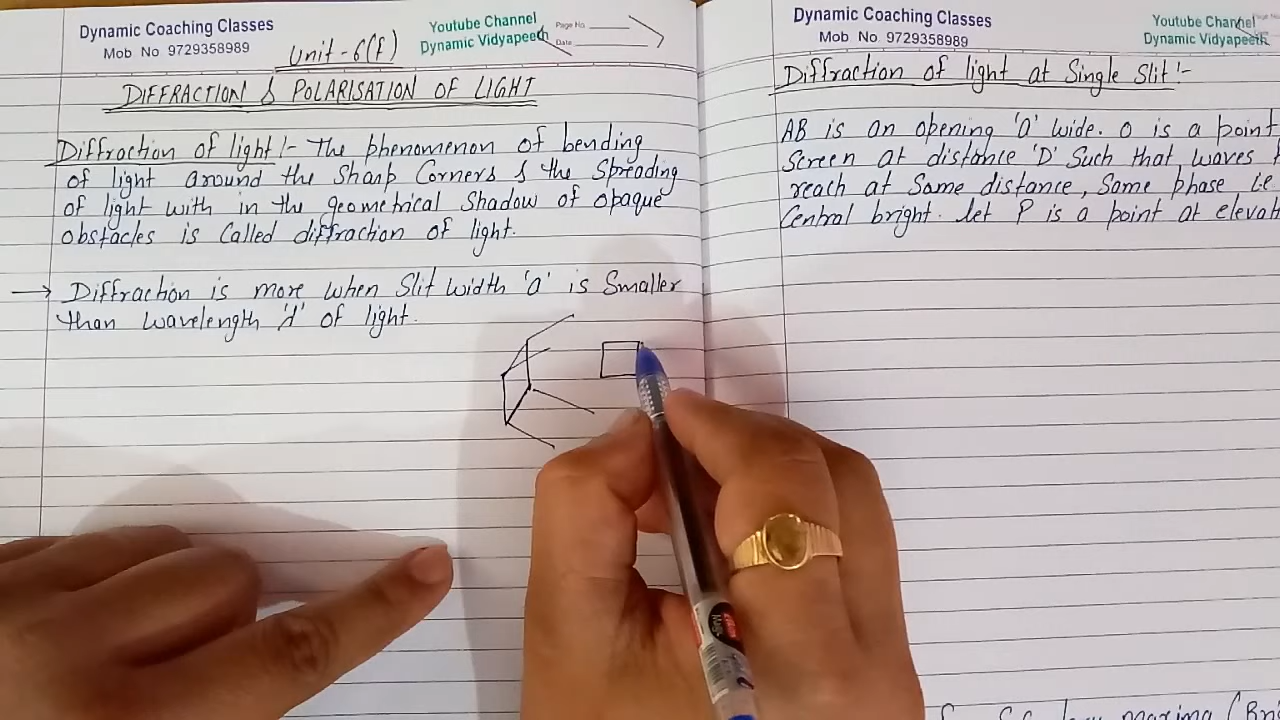 Dynamic Coaching Classes
Mob No 9729358989
Youtube Channel
Dynamic Vidyapeeth
Page No.
Date
Unit-6(F)
DIFFRACTION & POLARISATION OF LIGHT
Diffraction of light :- The phenomenon of bending
of light around the sharp corners & the spreading
of light with in the geometrical shadow of opaque
obstacles is called diffraction of light.
→ Diffraction is more when slit width 'a' is smaller
than wavelength 'λ' of light.
Dynamic Coaching Classes
Mob No 9729358989
Youtube Channel
Dynamic Vidyapeeth
Diffraction of light at Single Slit :-
AB is an opening 'a' wide. O is a point
Screen at distance 'D' such that, waves
reach at same distance, same phase i.e.
Central bright. let P is a point at elevat